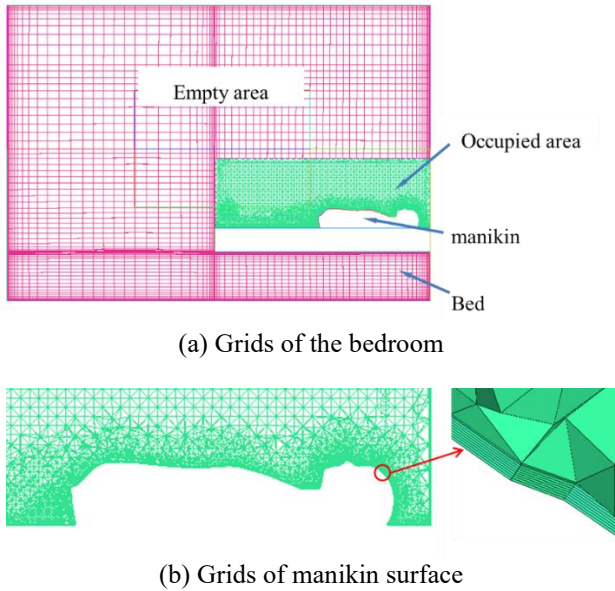 Empty area
Occupied area
manikin
Bed
(a) Grids of the bedroom
(b) Grids of manikin surface